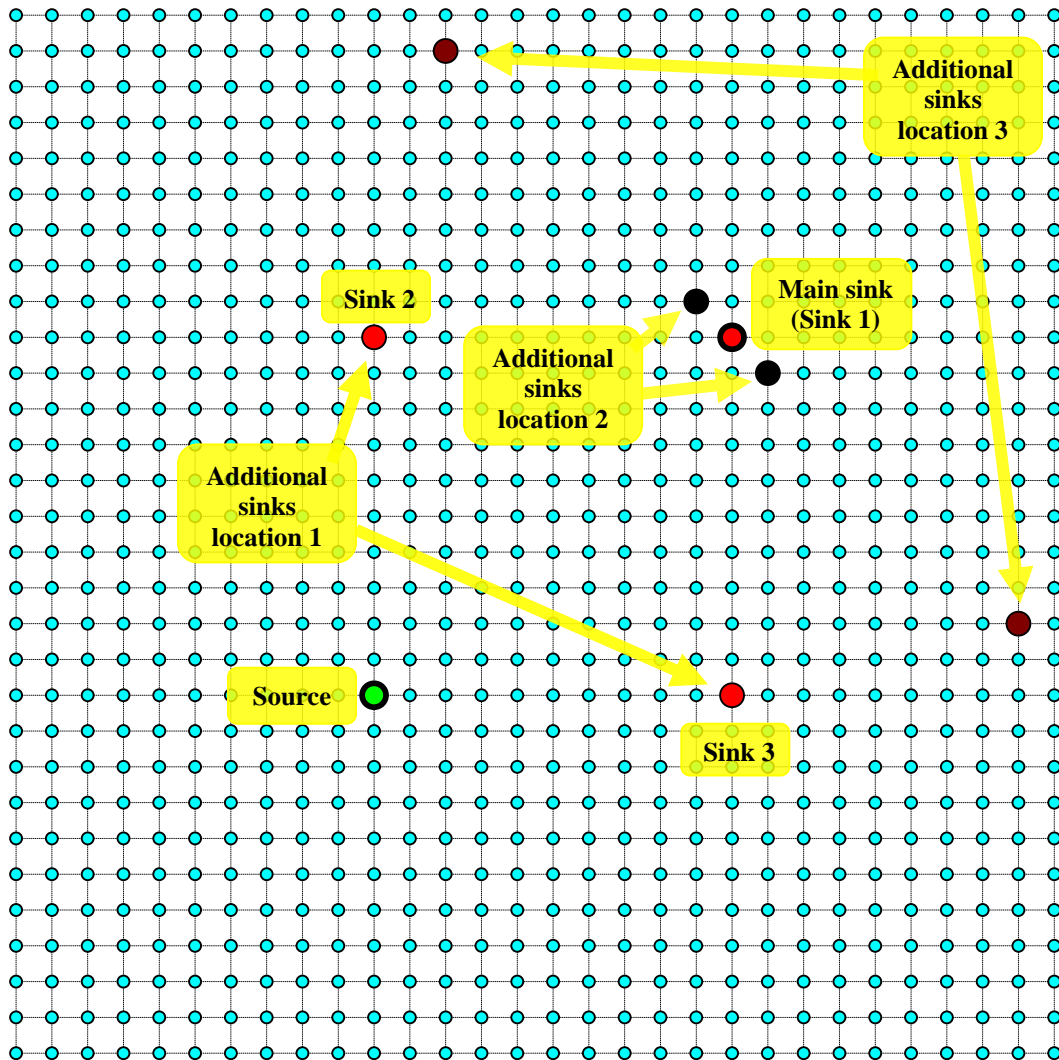 Additional
sinks
location 3
Sink 2
Main sink
(Sink 1)
Additional
sinks
location 2
Additional
sinks
location 1
Source
Sink 3